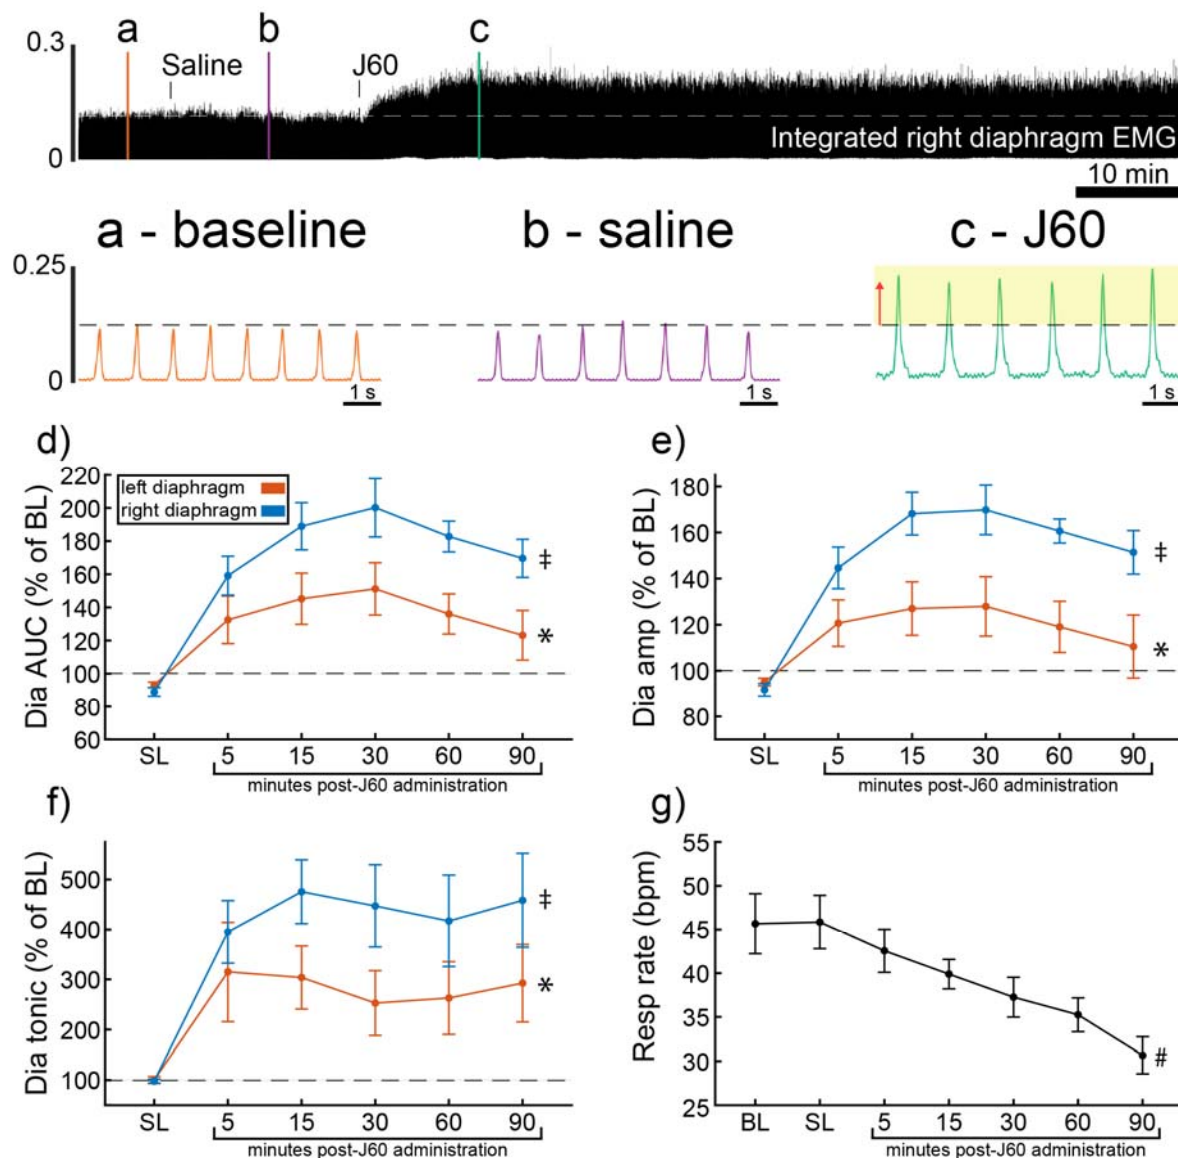 a
b
c
0.3
Saline
J60
0
Integrated right diaphragm EMG
10 min
a - baseline
b - saline
c - J60
0.25
0
1 s
1 s
1 s
d)
left diaphragm
right diaphragm
Dia AUC (% of BL)
220
200
180
160
140
120
100
80
60
‡
*
SL 5 15 30 60 90
minutes post-J60 administration
e)
Dia amp (% of BL)
180
160
140
120
100
80
‡
*
SL 5 15 30 60 90
minutes post-J60 administration
f)
Dia tonic (% of BL)
500
400
300
200
100
‡
*
SL 5 15 30 60 90
minutes post-J60 administration
g)
Resp rate (bpm)
55
50
45
40
35
30
25
#
BL SL 5 15 30 60 90
minutes post-J60 administration